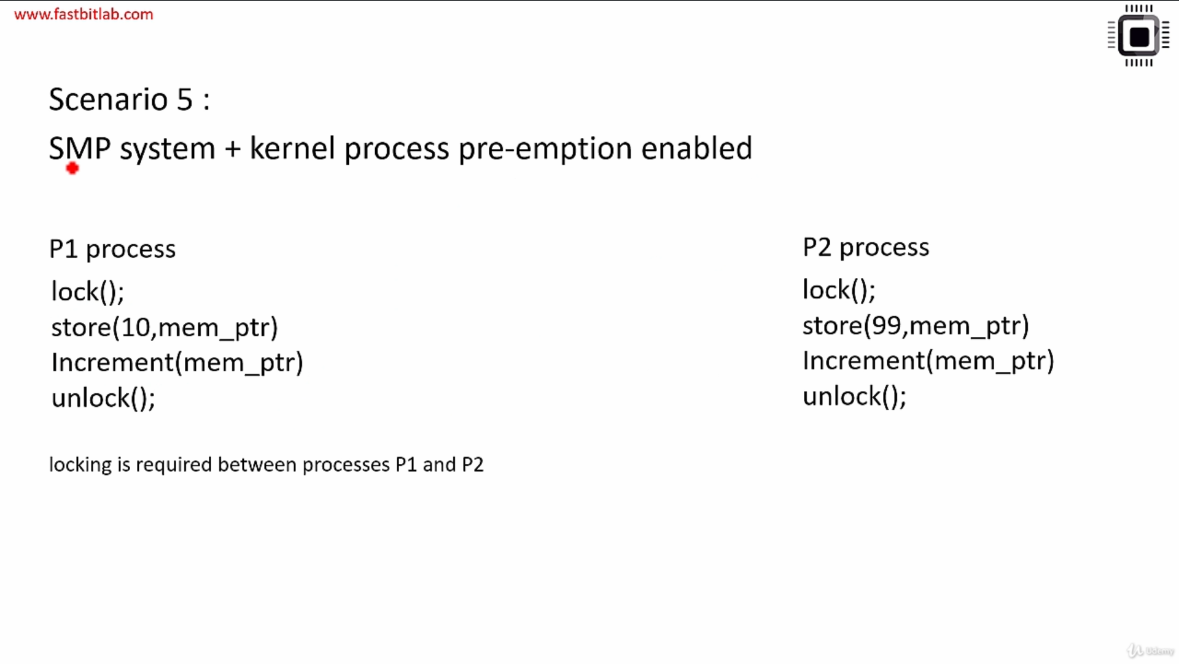 www.fastbitlab.com
Scenario 5 :
SMP system + kernel process pre-emption enabled
P1 process
lock();
store(10,mem_ptr)
Increment(mem_ptr)
unlock();
P2 process
lock();
store(99,mem_ptr)
Increment(mem_ptr)
unlock();
locking is required between processes P1 and P2
Udemy